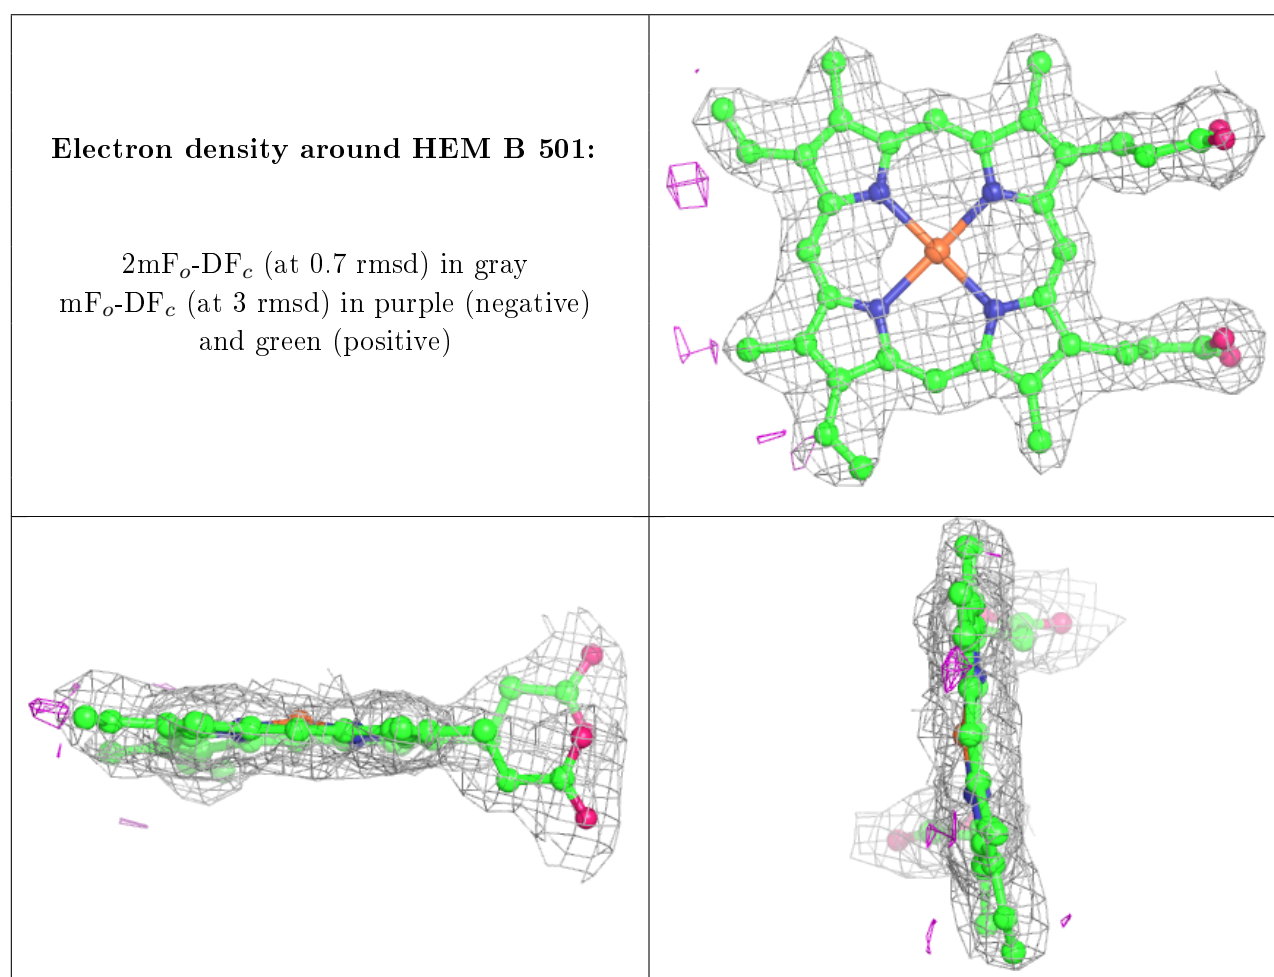 Electron density around HEM B 501:
2mFo-DFc (at 0.7 rmsd) in gray
mFo-DFc (at 3 rmsd) in purple (negative)
and green (positive)